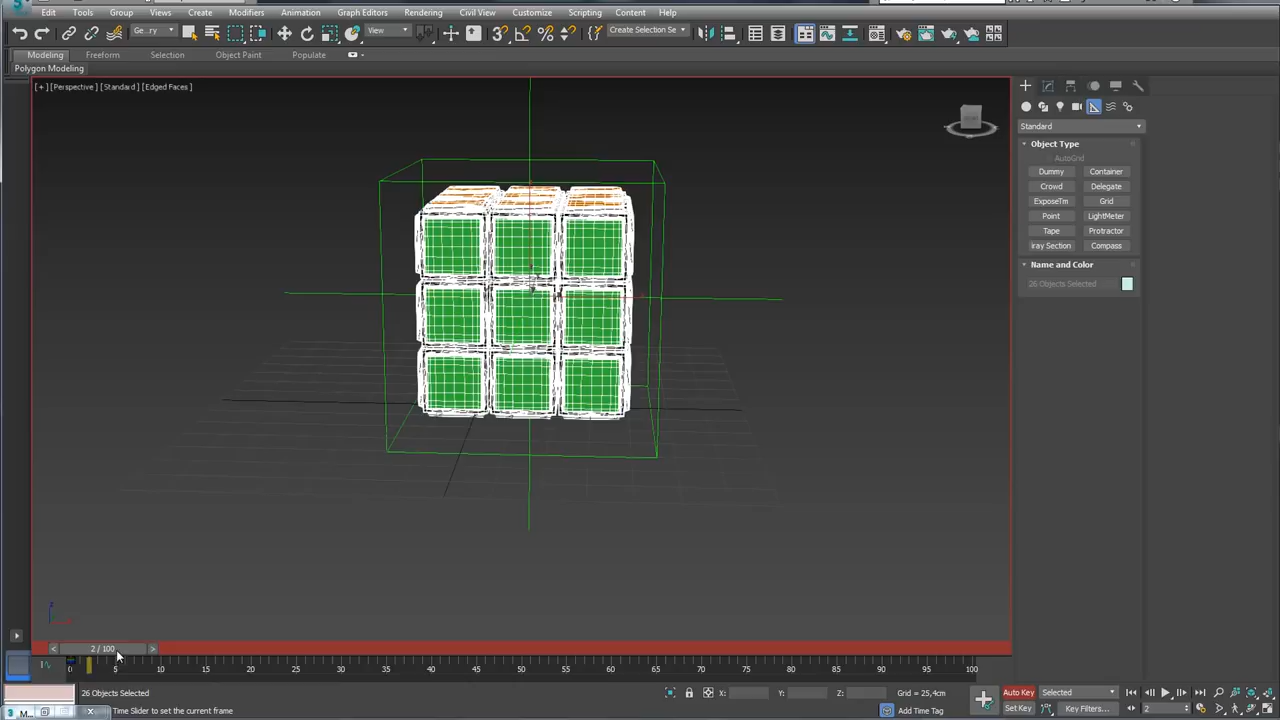 Edit Tools Group Views Create Modifiers Animation Graph Editors Rendering Civil View Customize Scripting Content Help
Ge...ry View Create Selection Se
Modeling Freeform Selection Object Paint Populate
Polygon Modeling
[+] [Perspective] [Standard] [Edged Faces]
Standard
Object Type
AutoGrid
Dummy Container
Crowd Delegate
ExposeTm Grid
Point LightMeter
Tape Protractor
iray Section Compass
Name and Color
26 Objects Selected
< 2 / 100 >
0 5 10 15 20 25 30 35 40 45 50 55 60 65 70 75 80 85 90 95 100
26 Objects Selected X: Y: Z: Grid = 25,4cm Auto Key Selected
M... Time Slider to set the current frame Add Time Tag Set Key Key Filters... 2